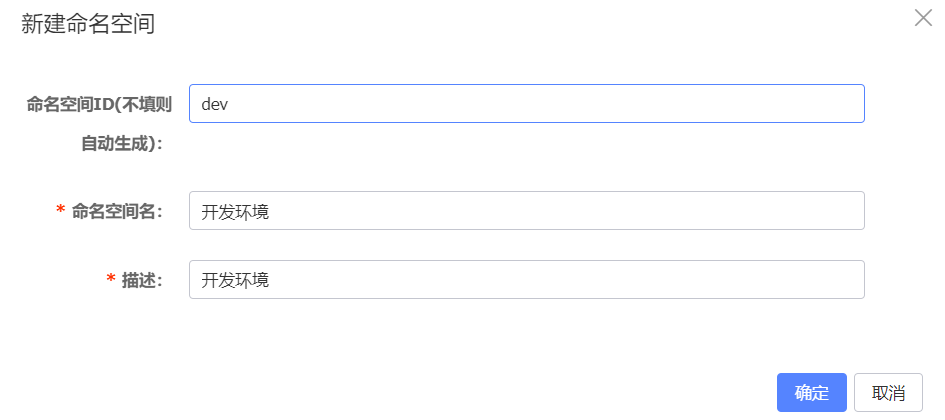 新建命名空间
命名空间ID(不填则
自动生成)：
dev
* 命名空间名：
开发环境
* 描述：
开发环境
确定
取消